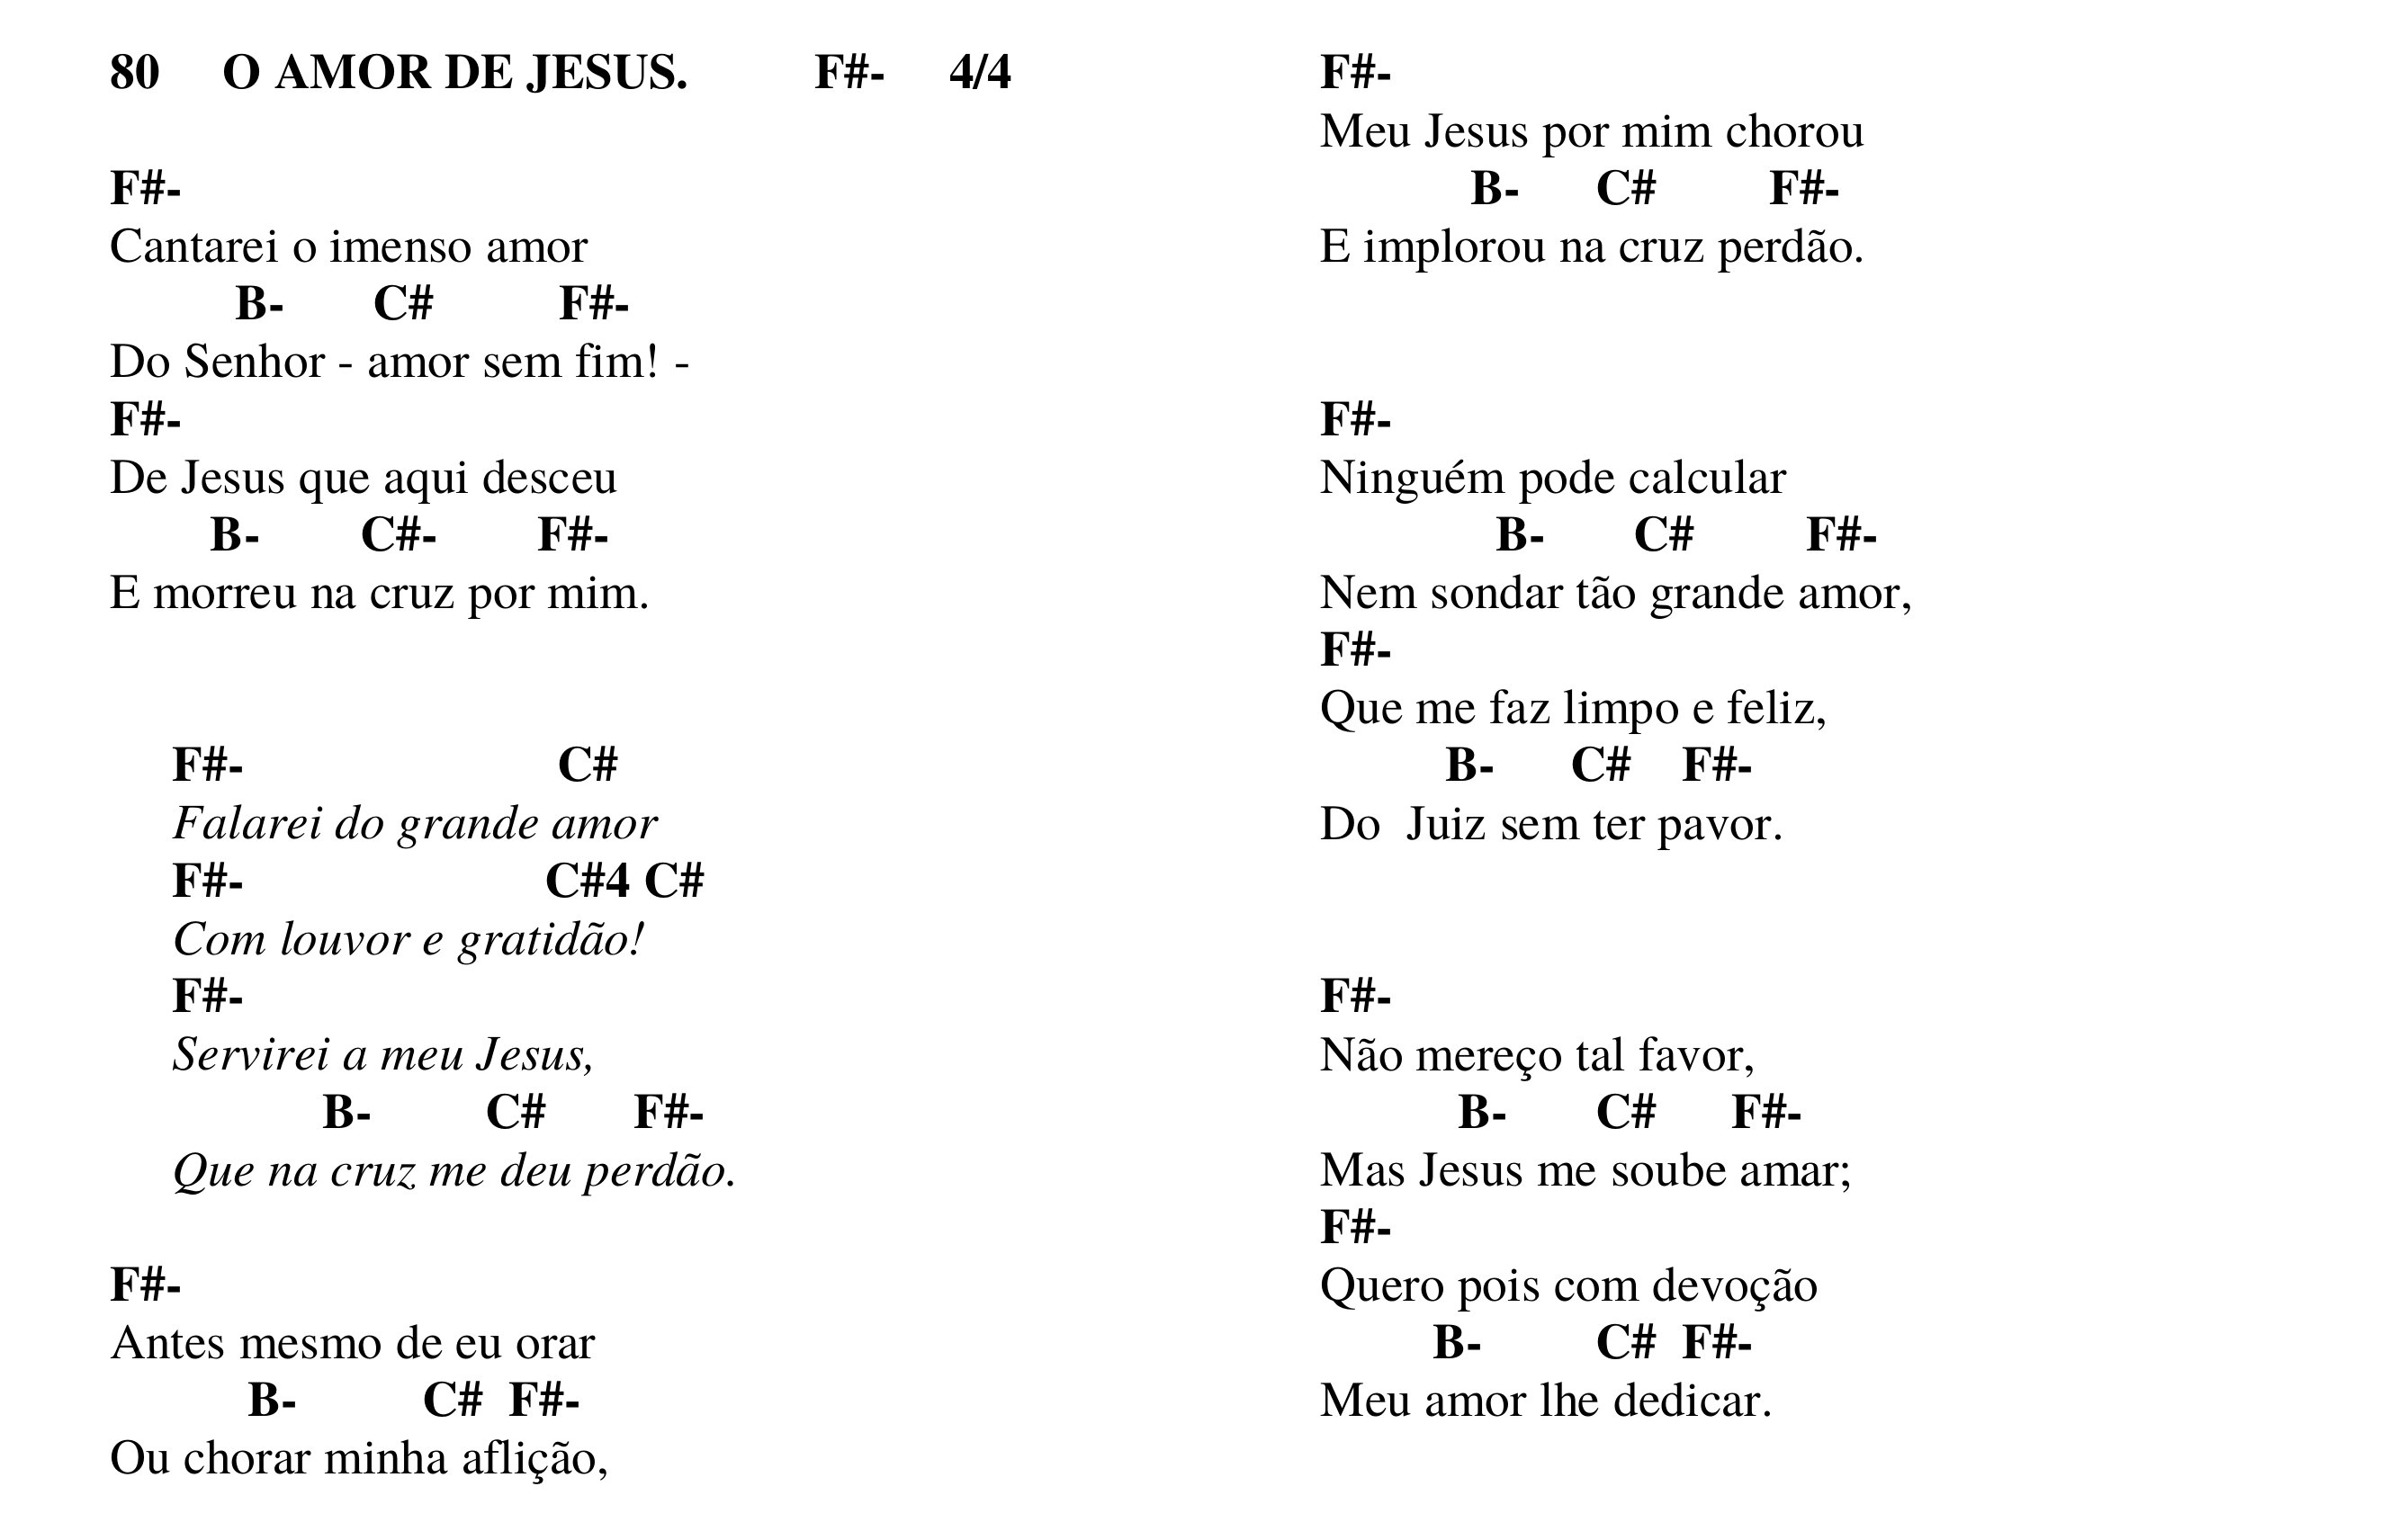 80 O AMOR DE JESUS. F#- 4/4
F#-
Cantarei o imenso amor
B- C# F#-
Do Senhor - amor sem fim! -
F#-
De Jesus que aqui desceu
B- C#- F#-
E morreu na cruz por mim.
F#- C#
Falarei do grande amor
F#- C#4 C#
Com louvor e gratidão!
F#-
Servirei a meu Jesus,
B- C# F#-
Que na cruz me deu perdão.
F#-
Antes mesmo de eu orar
B- C# F#-
Ou chorar minha aflição,
F#-
Meu Jesus por mim chorou
B- C# F#-
E implorou na cruz perdão.
F#-
Ninguém pode calcular
B- C# F#-
Nem sondar tão grande amor,
F#-
Que me faz limpo e feliz,
B- C# F#-
Do Juiz sem ter pavor.
F#-
Não mereço tal favor,
B- C# F#-
Mas Jesus me soube amar;
F#-
Quero pois com devoção
B- C# F#-
Meu amor lhe dedicar.